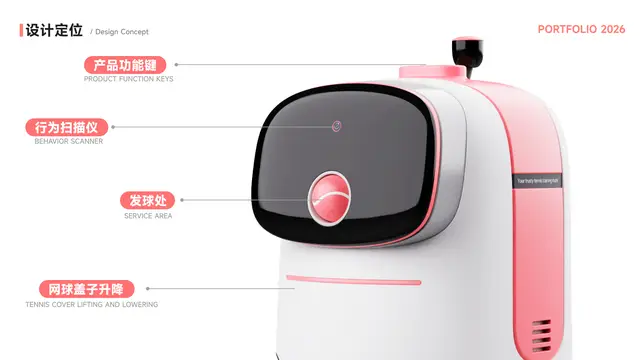 设计定位 / Design Concept
PORTFOLIO 2026
产品功能键
PRODUCT FUNCTION KEYS
行为扫描仪
BEHAVIOR SCANNER
发球处
SERVICE AREA
网球盖子升降
TENNIS COVER LIFTING AND LOWERING